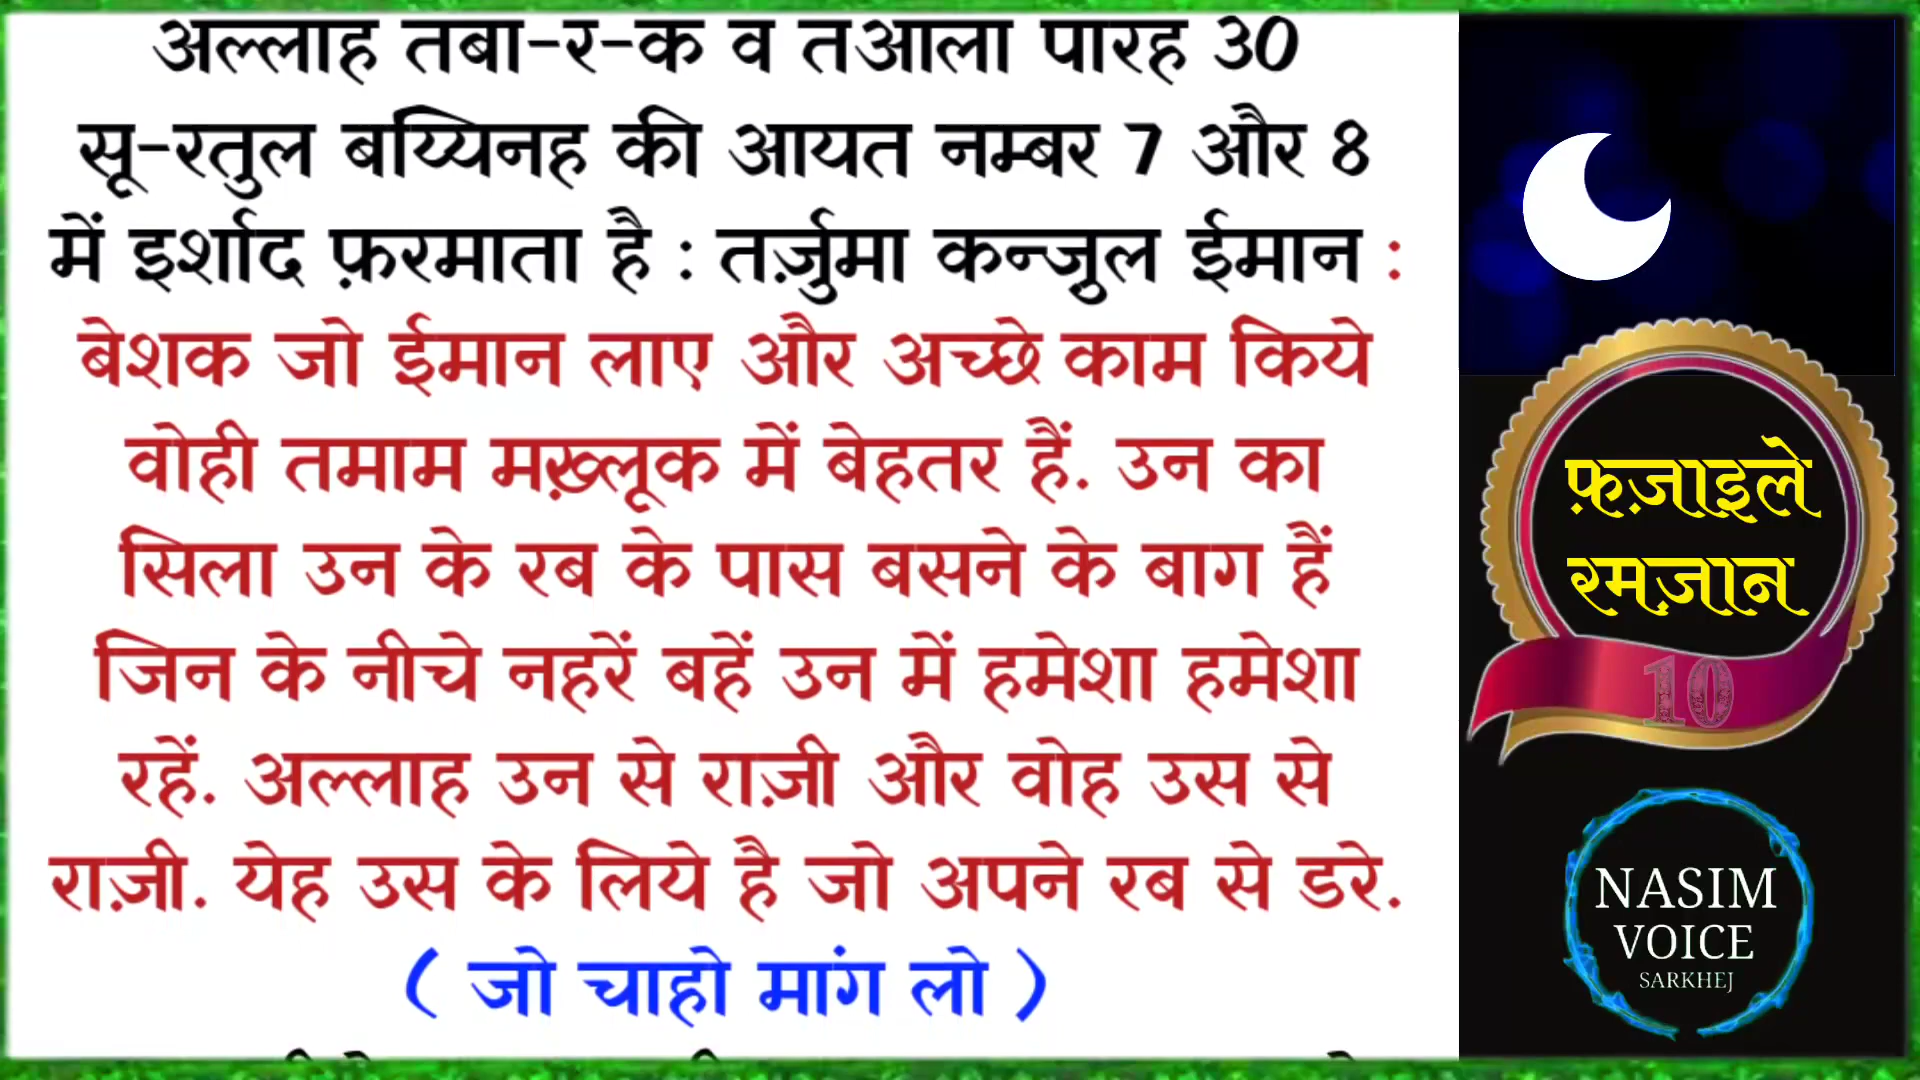 अल्लाह तबा-र-क व तआला पारह 30
सू-रतुल बय्यिनह की आयत नम्बर 7 और 8
में इर्शाद फ़रमाता है : तर्ज़ुमा कन्ज़ुल ईमान :
बेशक जो ईमान लाए और अच्छे काम किये
वोही तमाम मख़्लूक में बेहतर हैं. उन का
सिला उन के रब के पास बसने के बाग हैं
जिन के नीचे नहरें बहें उन में हमेशा हमेशा
रहें. अल्लाह उन से राज़ी और वोह उस से
राज़ी. येह उस के लिये है जो अपने रब से डरे.
( जो चाहो मांग लो )
फ़ज़ाइले
रमज़ान
10
NASIM
VOICE
SARKHEJ